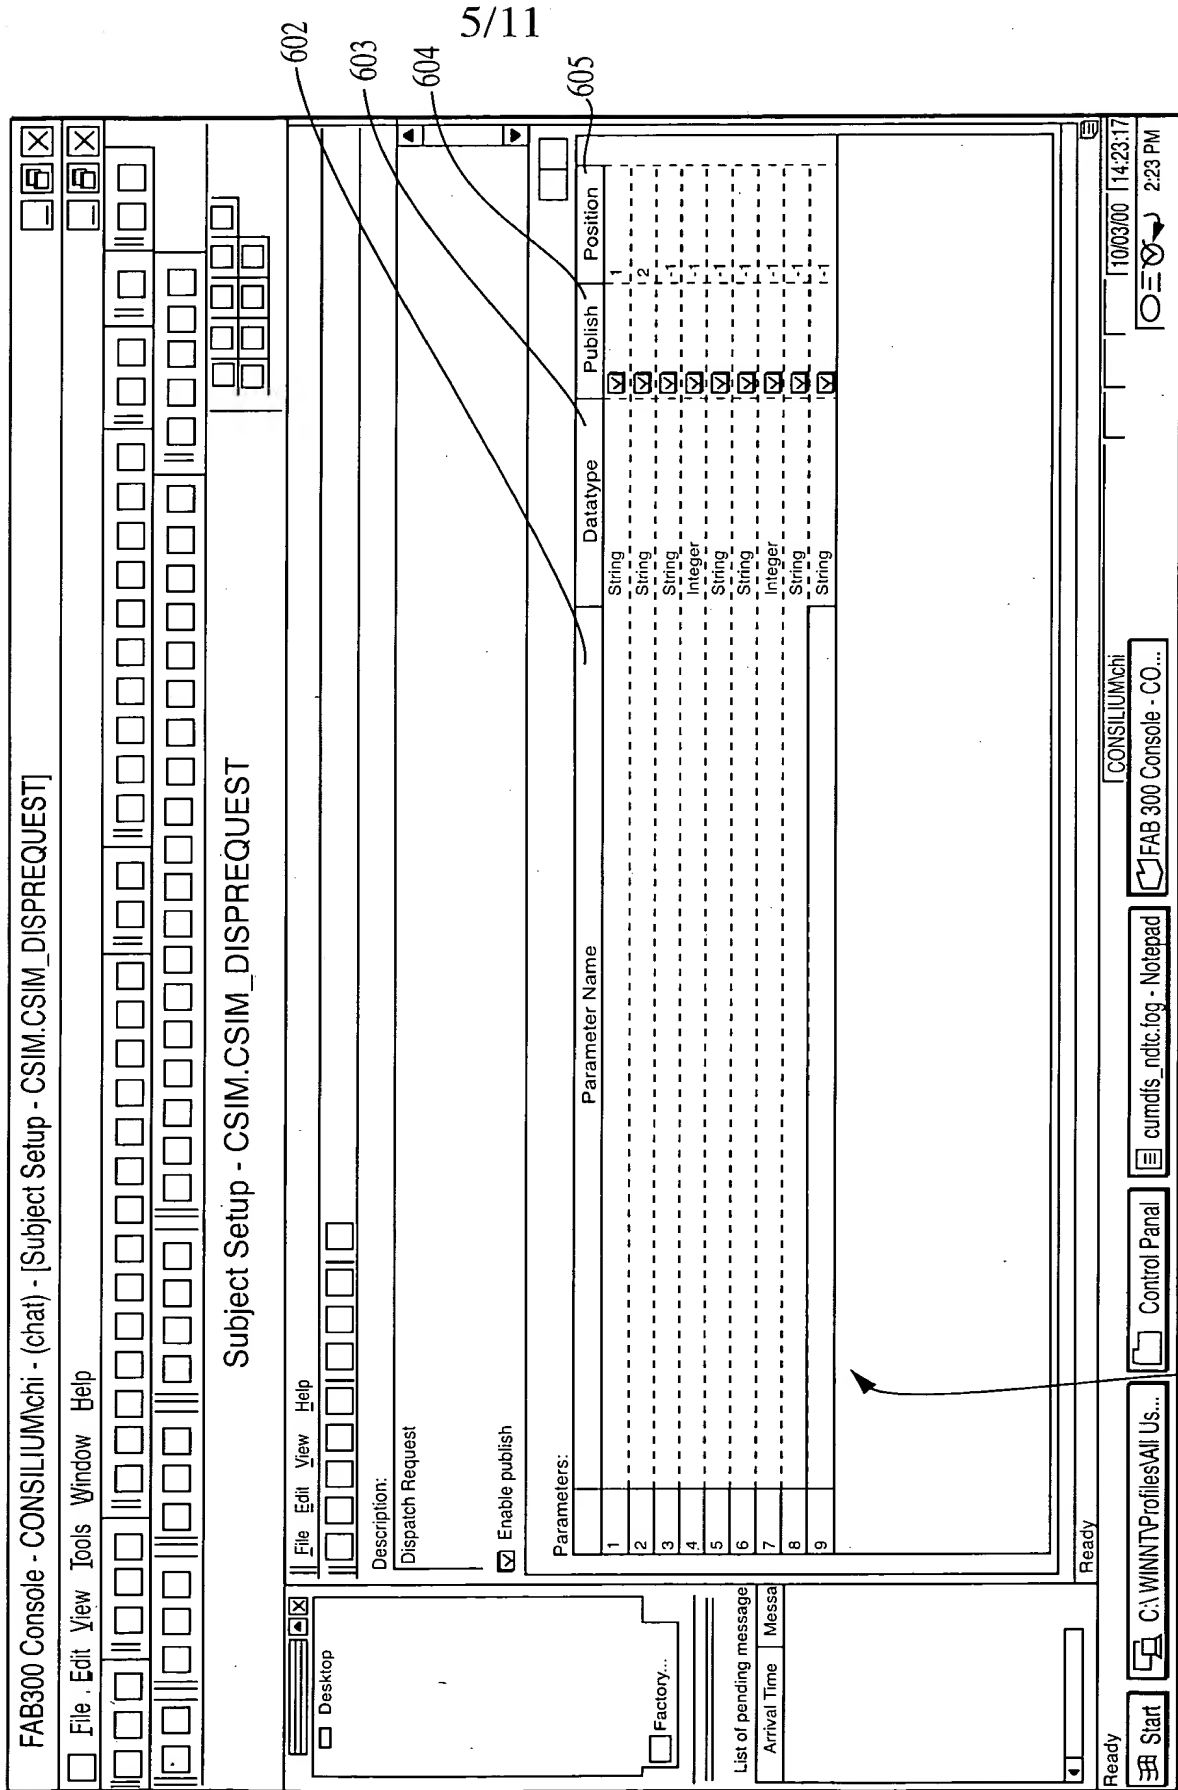 5/11
FAB300 Console - CONSILIUM\chi - (chat) - [Subject Setup - CSIM.CSIM_DISPREQUEST]
File . Edit View Tools Window Help
Subject Setup - CSIM.CSIM_DISPREQUEST
602
603
604
605
Desktop
Factory...
List of pending message
Arrival Time Messa
File Edit View Help
Description:
Dispatch Request
Enable publish
Parameters:
Parameter Name Datatype Publish Position
1 String 1
2 String 2
3 String -1
4 Integer -1
5 String -1
6 String -1
7 Integer -1
8 String -1
9 String -1
Ready
Ready CONSILIUM\chi 10/03/00 14:23:17
Start C:\WINNT\Profiles\All Us... Control Panal cumdfs_ndtc.fog - Notepad FAB 300 Console - CO... 2:23 PM